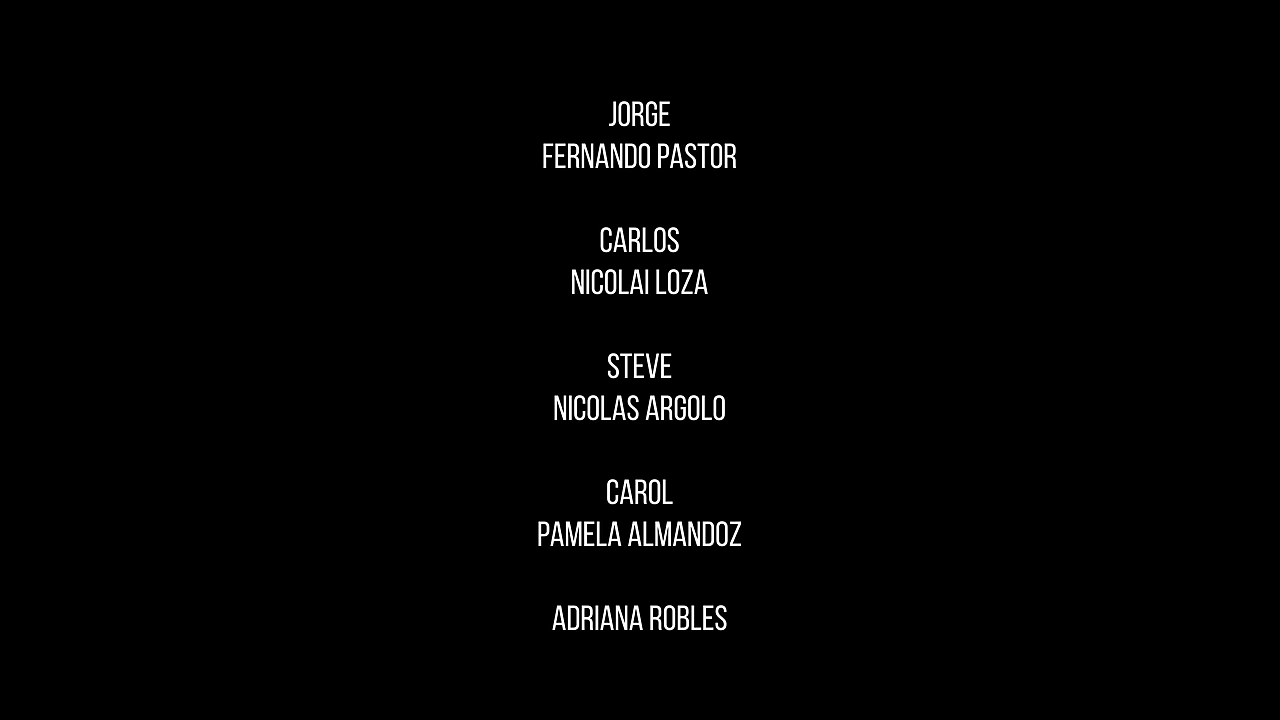 JORGE
FERNANDO PASTOR
CARLOS
NICOLAI LOZA
STEVE
NICOLAS ARGOLO
CAROL
PAMELA ALMANDOZ
ADRIANA ROBLES